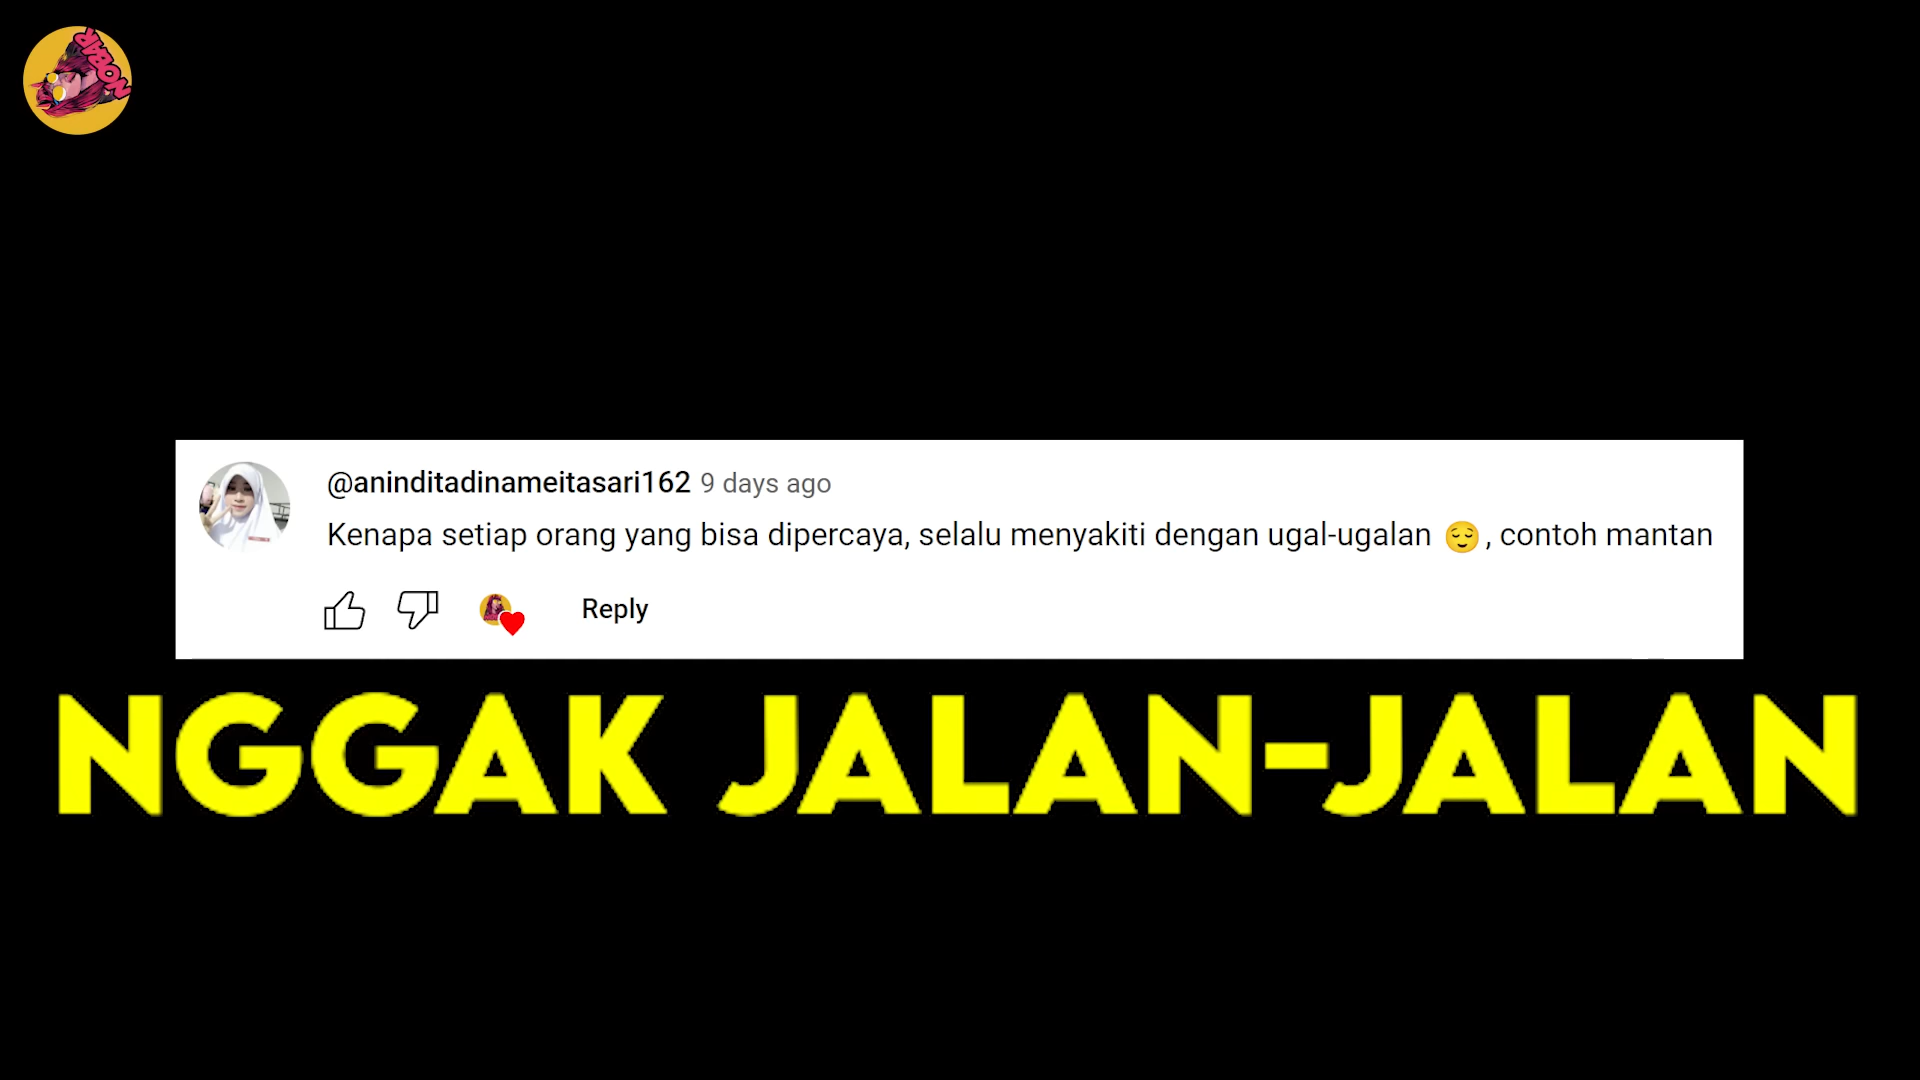 NOBAR
@aninditadinameitasari162 9 days ago
Kenapa setiap orang yang bisa dipercaya, selalu menyakiti dengan ugal-ugalan 😌, contoh mantan
Reply
NGGAK JALAN-JALAN